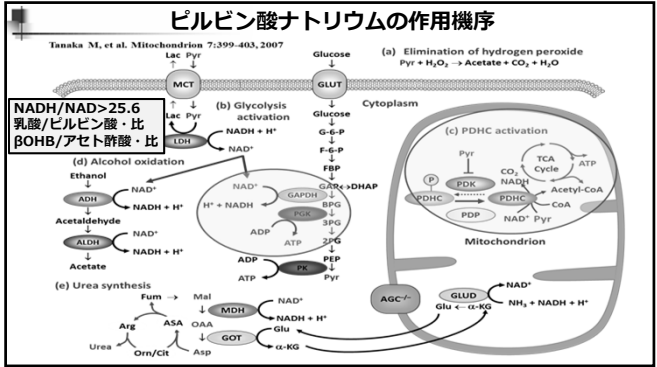 ピルビン酸ナトリウムの作用機序
Tanaka M, et al. Mitochondrion 7:399-403, 2007
(a) Elimination of hydrogen peroxide
Pyr + H₂O₂ → Acetate + CO₂ + H₂O
Lac Pyr
MCT
Lac Pyr
Glucose
GLUT
Glucose
Cytoplasm
NADH/NAD>25.6
乳酸/ピルビン酸・比
βOHB/アセト酢酸・比
(b) Glycolysis activation
LDH
NADH + H⁺
NAD⁺
G-6-P
F-6-P
FBP
GAP⟷DHAP
BPG
3PG
2PG
PEP
Pyr
NAD⁺
H⁺ + NADH
GAPDH
PGK
ADP
ATP
ADP
ATP
PK
(c) PDHC activation
Pyr
PDK
P
PDHC
PDHC
PDP
CO₂
NADH
TCA
Cycle
ATP
Acetyl-CoA
CoA
NAD⁺ Pyr
Mitochondrion
(d) Alcohol oxidation
Ethanol
ADH
NAD⁺
NADH + H⁺
Acetaldehyde
ALDH
NAD⁺
NADH + H⁺
Acetate
(e) Urea synthesis
Fum → Mal
MDH
NAD⁺
NADH + H⁺
Arg
ASA
OAA
GOT
Glu
α-KG
Urea
Orn/Cit
Asp
AGC⁻/⁻
GLUD
Glu ← α-KG
NAD⁺
NH₃ + NADH + H⁺